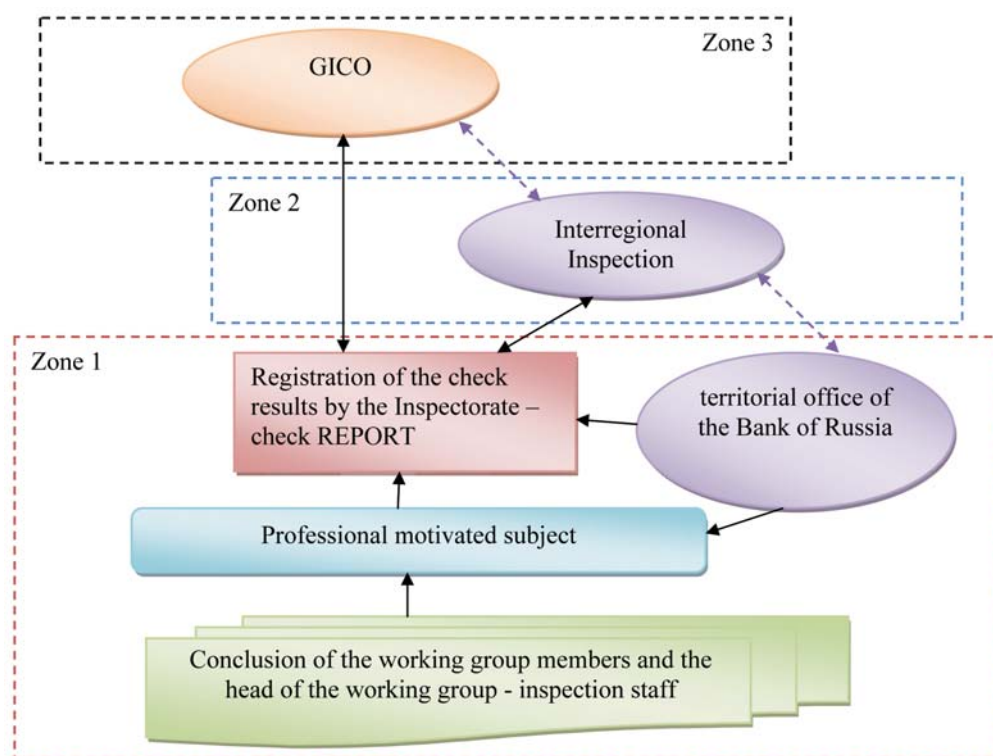 Zone 3
GICO
Zone 2
Interregional
Inspection
Zone 1
Registration of the check
results by the Inspectorate –
check REPORT
territorial office of
the Bank of Russia
Professional motivated subject
Conclusion of the working group members and the
head of the working group - inspection staff